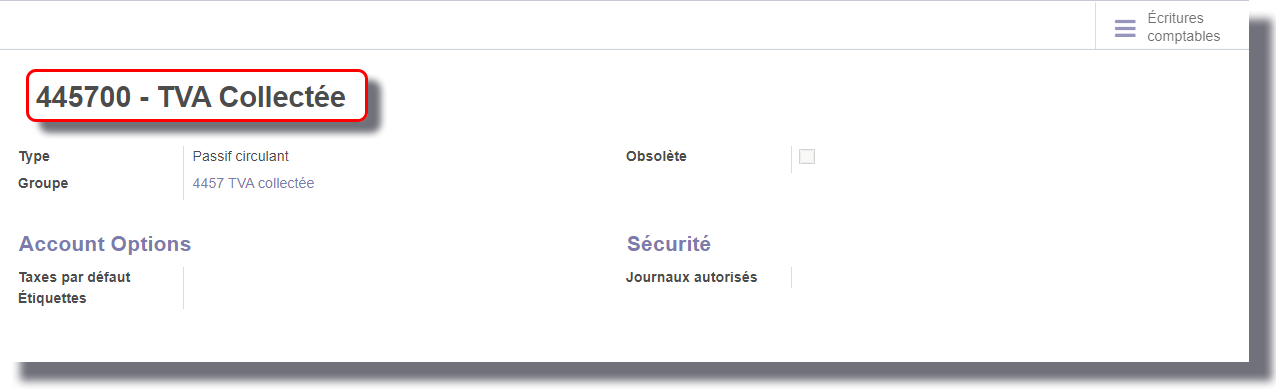 Écritures
comptables
445700 - TVA Collectée
Type Passif circulant
Obsolète
Groupe 4457 TVA collectée
Account Options
Sécurité
Taxes par défaut
Journaux autorisés
Étiquettes